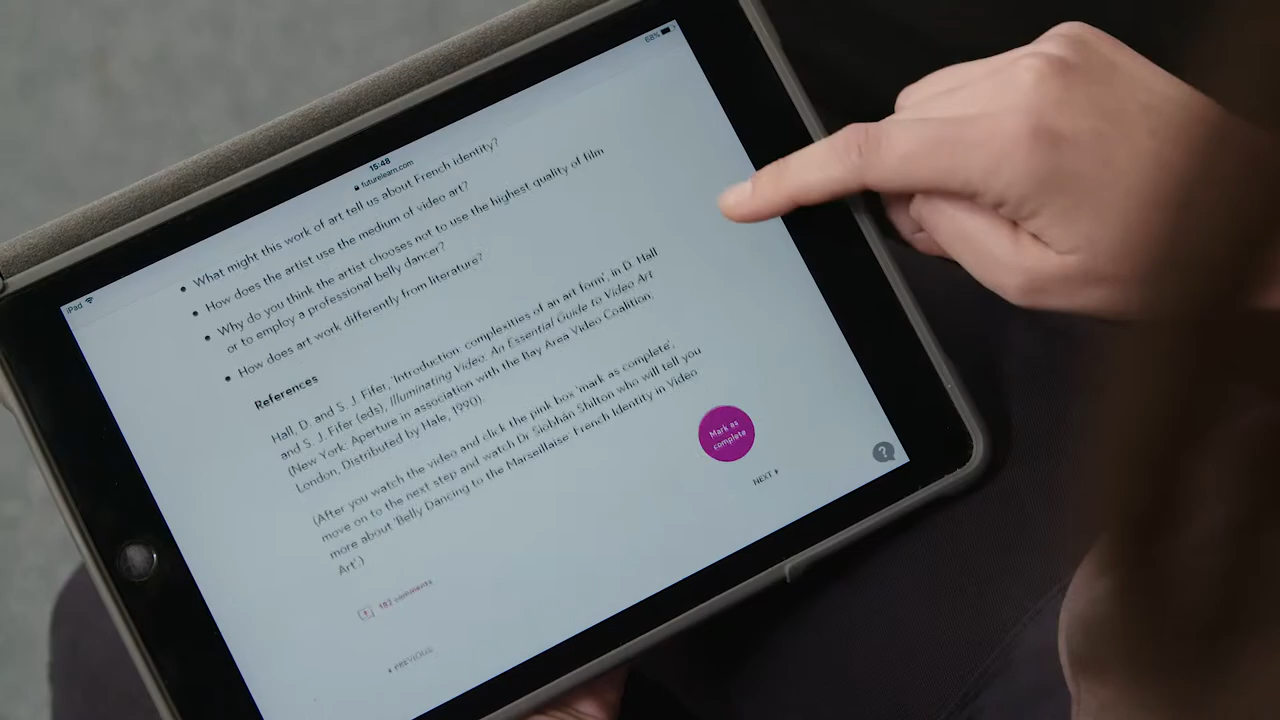 iPad
15:48
68%
futurelearn.com
• What might this work of art tell us about French identity?
• How does the artist use the medium of video art?
• Why do you think the artist chooses not to use the highest quality of film
or to employ a professional belly dancer?
• How does art work differently from literature?
References
Hall, D. and S. J. Fifer, 'Introduction: complexities of an art form', in D. Hall
and S. J. Fifer (eds), Illuminating Video: An Essential Guide to Video Art
(New York: Aperture in association with the Bay Area Video Coalition:
London, Distributed by Hale, 1990).
(After you watch the video and click the pink box 'mark as complete',
move on to the next step and watch Dr Siobhán Shilton who will tell you
more about 'Belly Dancing to the Marseillaise' French Identity in Video
Art'.)
Mark as
complete
NEXT
?
+ 182 comments
PREVIOUS